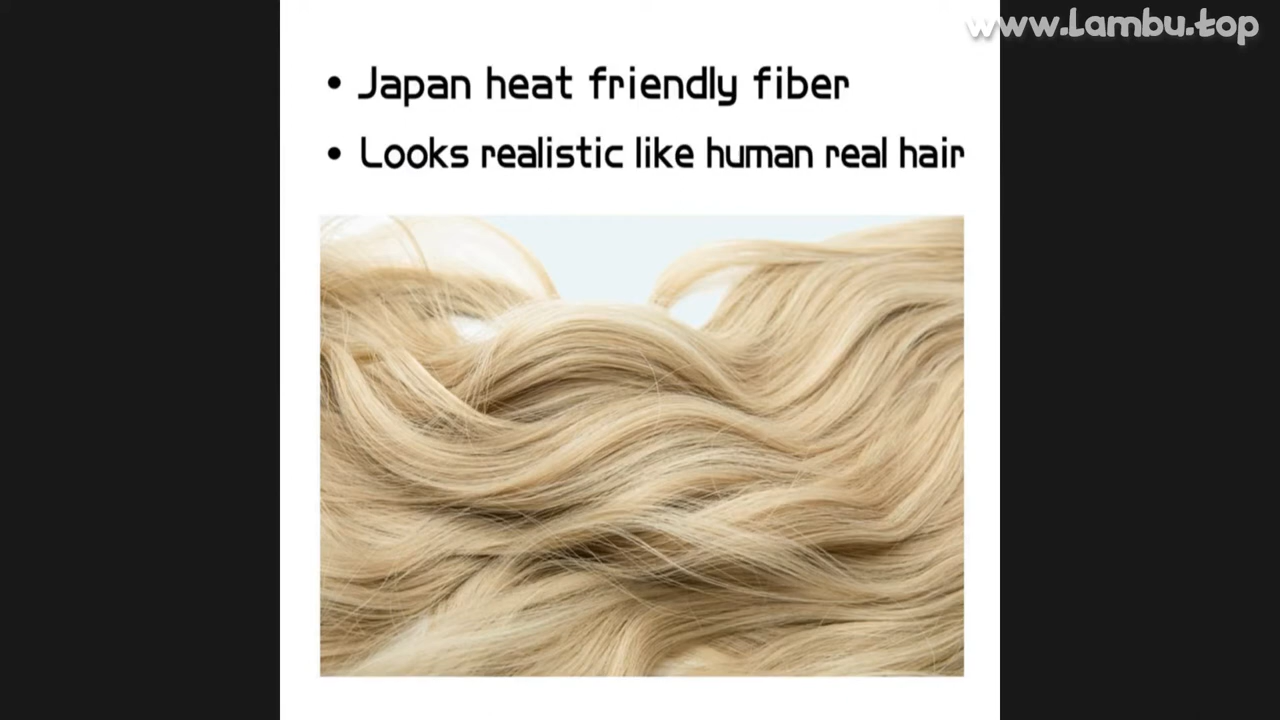 www.Lambu.top
• Japan heat friendly fiber
• Looks realistic like human real hair